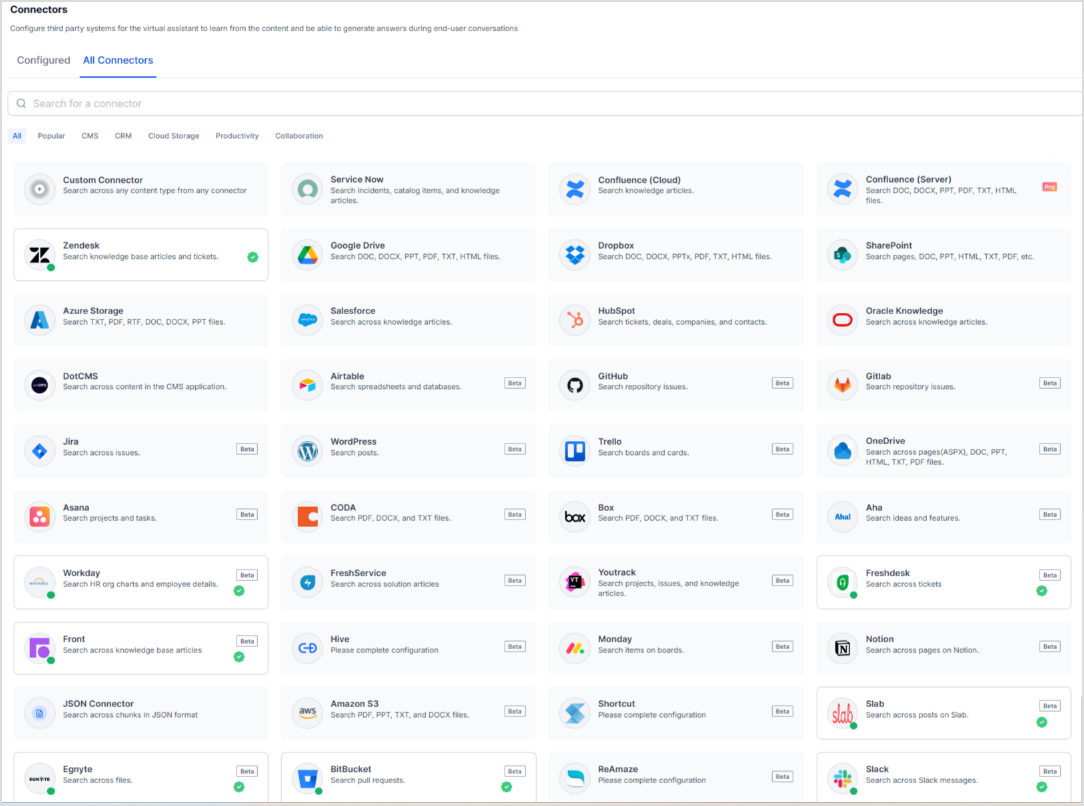 Connectors
Configure third party systems for the virtual assistant to learn from the content and be able to generate answers during end-user conversations
Configured
All Connectors
Search for a connector
All
Popular
CMS
CRM
Cloud Storage
Productivity
Collaboration
Custom Connector
Search across any content type from any connector
Service Now
Search incidents, catalog items, and knowledge
articles.
Confluence (Cloud)
Search knowledge articles.
Confluence (Server)
Search DOC, DOCX, PPT, PDF, TXT, HTML
files.
Pro
Zendesk
Search knowledge base articles and tickets.
Google Drive
Search DOC, DOCX, PPT, PDF, TXT, HTML files.
Dropbox
Search DOC, DOCX, PPTx, PDF, TXT, HTML files.
SharePoint
Search pages, DOC, PPT, HTML, TXT, PDF, etc.
Azure Storage
Search TXT, PDF, RTF, DOC, DOCX, PPT files.
Salesforce
Search across knowledge articles.
HubSpot
Search tickets, deals, companies, and contacts.
Oracle Knowledge
Search across knowledge articles.
DotCMS
Search across content in the CMS application.
Airtable
Search spreadsheets and databases.
Beta
GitHub
Search repository issues.
Beta
Gitlab
Search repository issues.
Beta
Jira
Search across issues.
Beta
WordPress
Search posts.
Beta
Trello
Search boards and cards.
Beta
OneDrive
Search across pages(ASPX), DOC, PPT,
HTML, TXT, PDF files.
Beta
Asana
Search projects and tasks.
Beta
CODA
Search PDF, DOCX, and TXT files.
Beta
box
Box
Search PDF, DOCX, and TXT files.
Beta
Aha!
Aha
Search ideas and features.
Beta
workday
Workday
Search HR org charts and employee details.
Beta
FreshService
Search across solution articles
Beta
YT
Youtrack
Search projects, issues, and knowledge
articles.
Beta
Freshdesk
Search across tickets
Beta
Front
Search across knowledge base articles
Beta
Hive
Please complete configuration
Beta
Monday
Search items on boards.
Beta
Notion
Search across pages on Notion.
Beta
JSON Connector
Search across chunks in JSON format
aws
Amazon S3
Search PDF, PPT, TXT, and DOCX files.
Beta
Shortcut
Please complete configuration
Beta
slab
Slab
Search across posts on Slab.
Beta
EGNYTE
Egnyte
Search across files.
Beta
BitBucket
Search pull requests.
Beta
ReAmaze
Please complete configuration
Beta
Slack
Search across Slack messages.
Beta